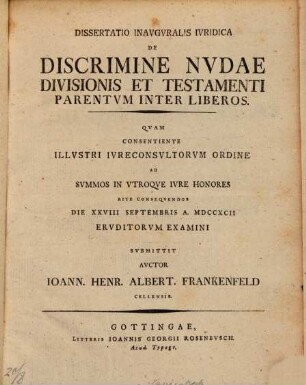 DISSERTATIO INAVGVRALIS IVRIDICA
DE
DISCRIMINE NVDAE
DIVISIONIS ET TESTAMENTI
PARENTVM INTER LIBEROS.
QVAM
CONSENTIENTE
ILLVSTRI IVRECONSVLTORVM ORDINE
AD
SVMMOS IN VTROQVE IVRE HONORES
RITE CONSEQVENDOS
DIE XXVIII SEPTEMBRIS A. MDCCXCII
ERVDITORVM EXAMINI
SVBMITTIT
AVCTOR
IOANN. HENR. ALBERT. FRANKENFELD
CELLENSIS.
GOTTINGAE,
LITTERIS IOANNIS GEORGII ROSENBVSCH.
Acad. Typogr.